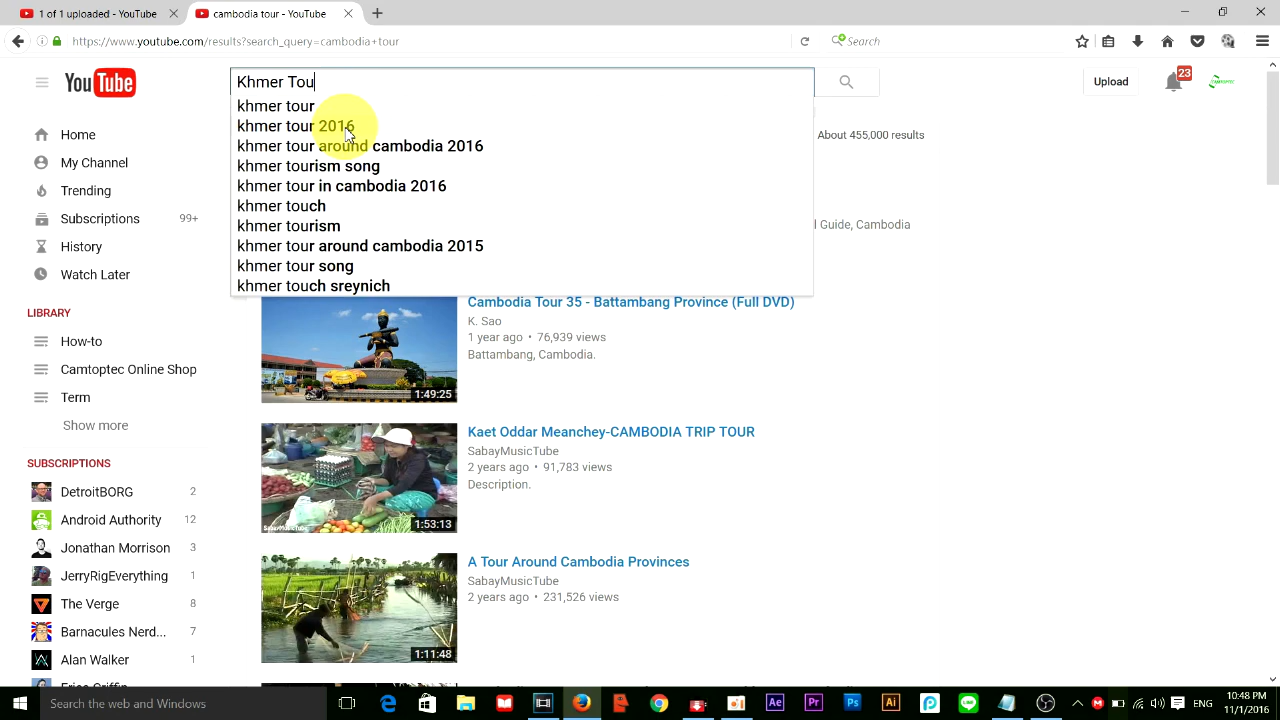 YouTube
YouTube
https://www.youtube.com/results?search_query=cambodia+tour
Search
YouTube
Khmer Tou
Upload
23
khmer tour
khmer tour 2016
khmer tour around cambodia 2016
khmer tourism song
khmer tour in cambodia 2016
khmer touch
khmer tourism
khmer tour around cambodia 2015
khmer tour song
khmer touch sreynich
About 455,000 results
l Guide, Cambodia
Home
My Channel
Trending
Subscriptions 99+
History
Watch Later
LIBRARY
How-to
Camtoptec Online Shop
Term
Show more
SUBSCRIPTIONS
DetroitBORG 2
Android Authority 12
Jonathan Morrison 3
JerryRigEverything 1
The Verge 8
Barnacules Nerd... 7
Alan Walker 1
Cambodia Tour 35 - Battambang Province (Full DVD)
K. Sao
1 year ago • 76,939 views
Battambang, Cambodia.
1:49:25
Kaet Oddar Meanchey-CAMBODIA TRIP TOUR
SabayMusicTube
2 years ago • 91,783 views
Description.
SabayMusicTube
1:53:13
A Tour Around Cambodia Provinces
SabayMusicTube
2 years ago • 231,526 views
1:11:48
Search the web and Windows
Ae
Pr
Ps
Ai
LINE
ENG
10:48 PM
11/1/2016